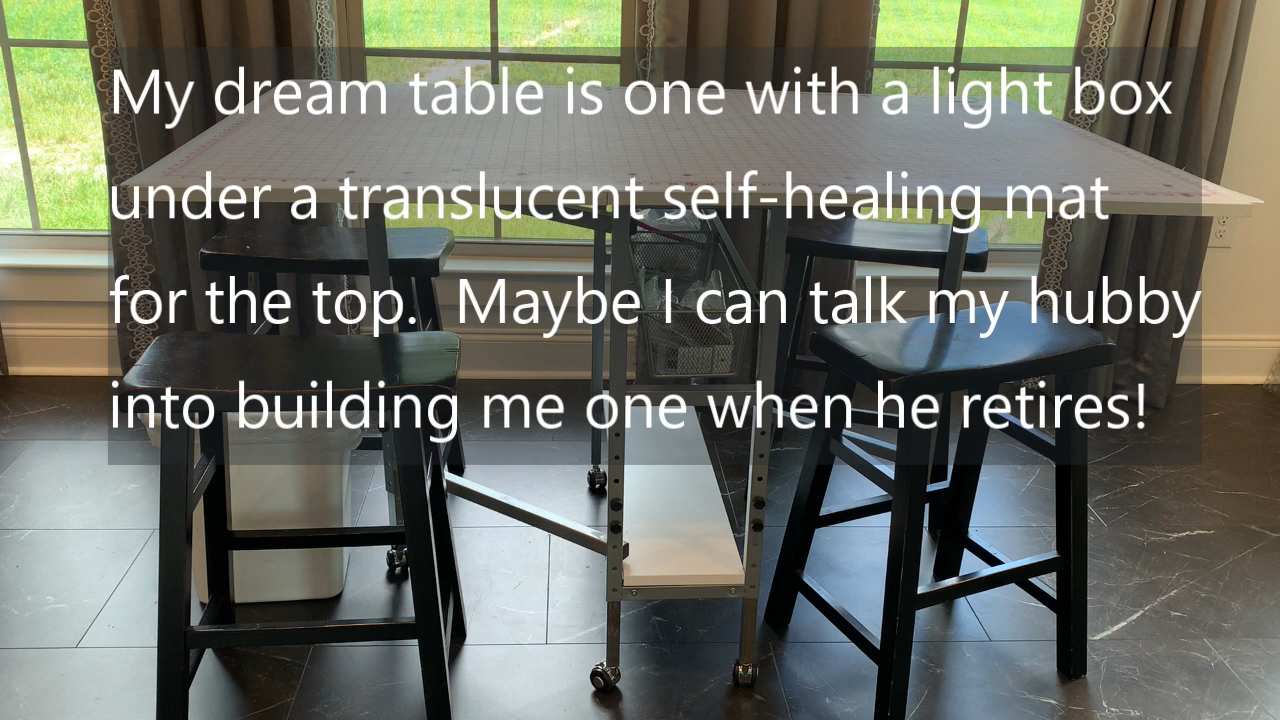 My dream table is one with a light box
under a translucent self-healing mat
for the top.  Maybe I can talk my hubby
into building me one when he retires!